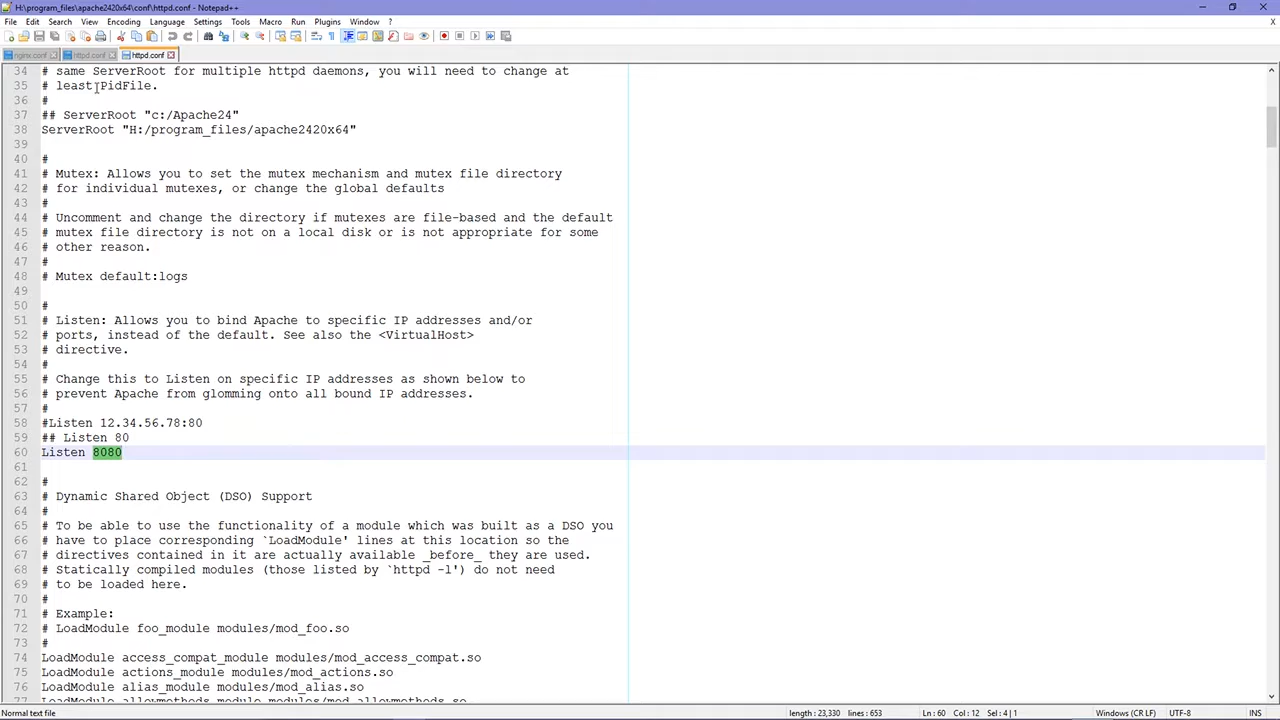 H:\program_files\apache2420x64\conf\httpd.conf - Notepad++
File Edit Search View Encoding Language Settings Tools Macro Run Plugins Window ?
nginx.conf httpd.conf httpd.conf
34 # same ServerRoot for multiple httpd daemons, you will need to change at
35 # least PidFile.
36 #
37 ## ServerRoot "c:/Apache24"
38 ServerRoot "H:/program_files/apache2420x64"
39
40 #
41 # Mutex: Allows you to set the mutex mechanism and mutex file directory
42 # for individual mutexes, or change the global defaults
43 #
44 # Uncomment and change the directory if mutexes are file-based and the default
45 # mutex file directory is not on a local disk or is not appropriate for some
46 # other reason.
47 #
48 # Mutex default:logs
49
50 #
51 # Listen: Allows you to bind Apache to specific IP addresses and/or
52 # ports, instead of the default. See also the <VirtualHost>
53 # directive.
54 #
55 # Change this to Listen on specific IP addresses as shown below to
56 # prevent Apache from glomming onto all bound IP addresses.
57 #
58 #Listen 12.34.56.78:80
59 ## Listen 80
60 Listen 8080
61
62 #
63 # Dynamic Shared Object (DSO) Support
64 #
65 # To be able to use the functionality of a module which was built as a DSO you
66 # have to place corresponding `LoadModule' lines at this location so the
67 # directives contained in it are actually available _before_ they are used.
68 # Statically compiled modules (those listed by `httpd -l') do not need
69 # to be loaded here.
70 #
71 # Example:
72 # LoadModule foo_module modules/mod_foo.so
73 #
74 LoadModule access_compat_module modules/mod_access_compat.so
75 LoadModule actions_module modules/mod_actions.so
76 LoadModule alias_module modules/mod_alias.so
77 LoadModule allowmethods_module modules/mod_allowmethods.so
Normal text file length : 23,330 lines : 653 Ln : 60 Col : 12 Sel : 4 | 1 Windows (CR LF) UTF-8 INS